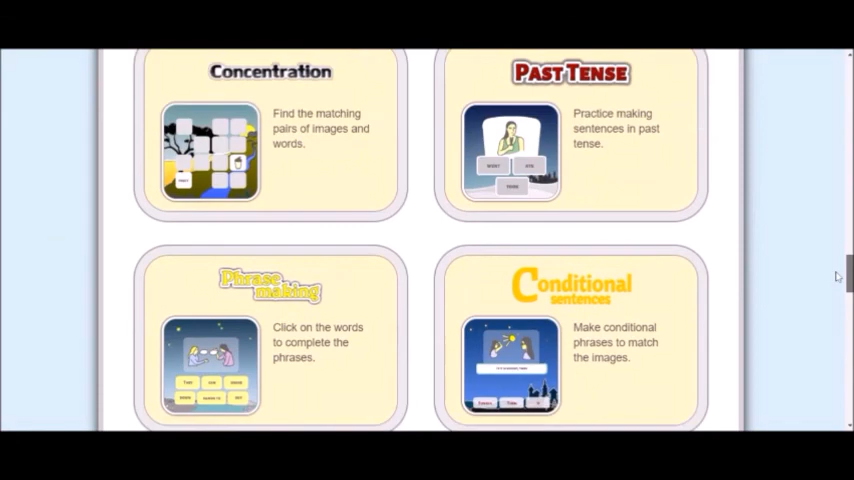 Concentration
Find the matching
pairs of images and
words.
PAST TENSE
Practice making
sentences in past
tense.
Phrase
making
Click on the words
to complete the
phrases.
Conditional
sentences
Make conditional
phrases to match
the images.